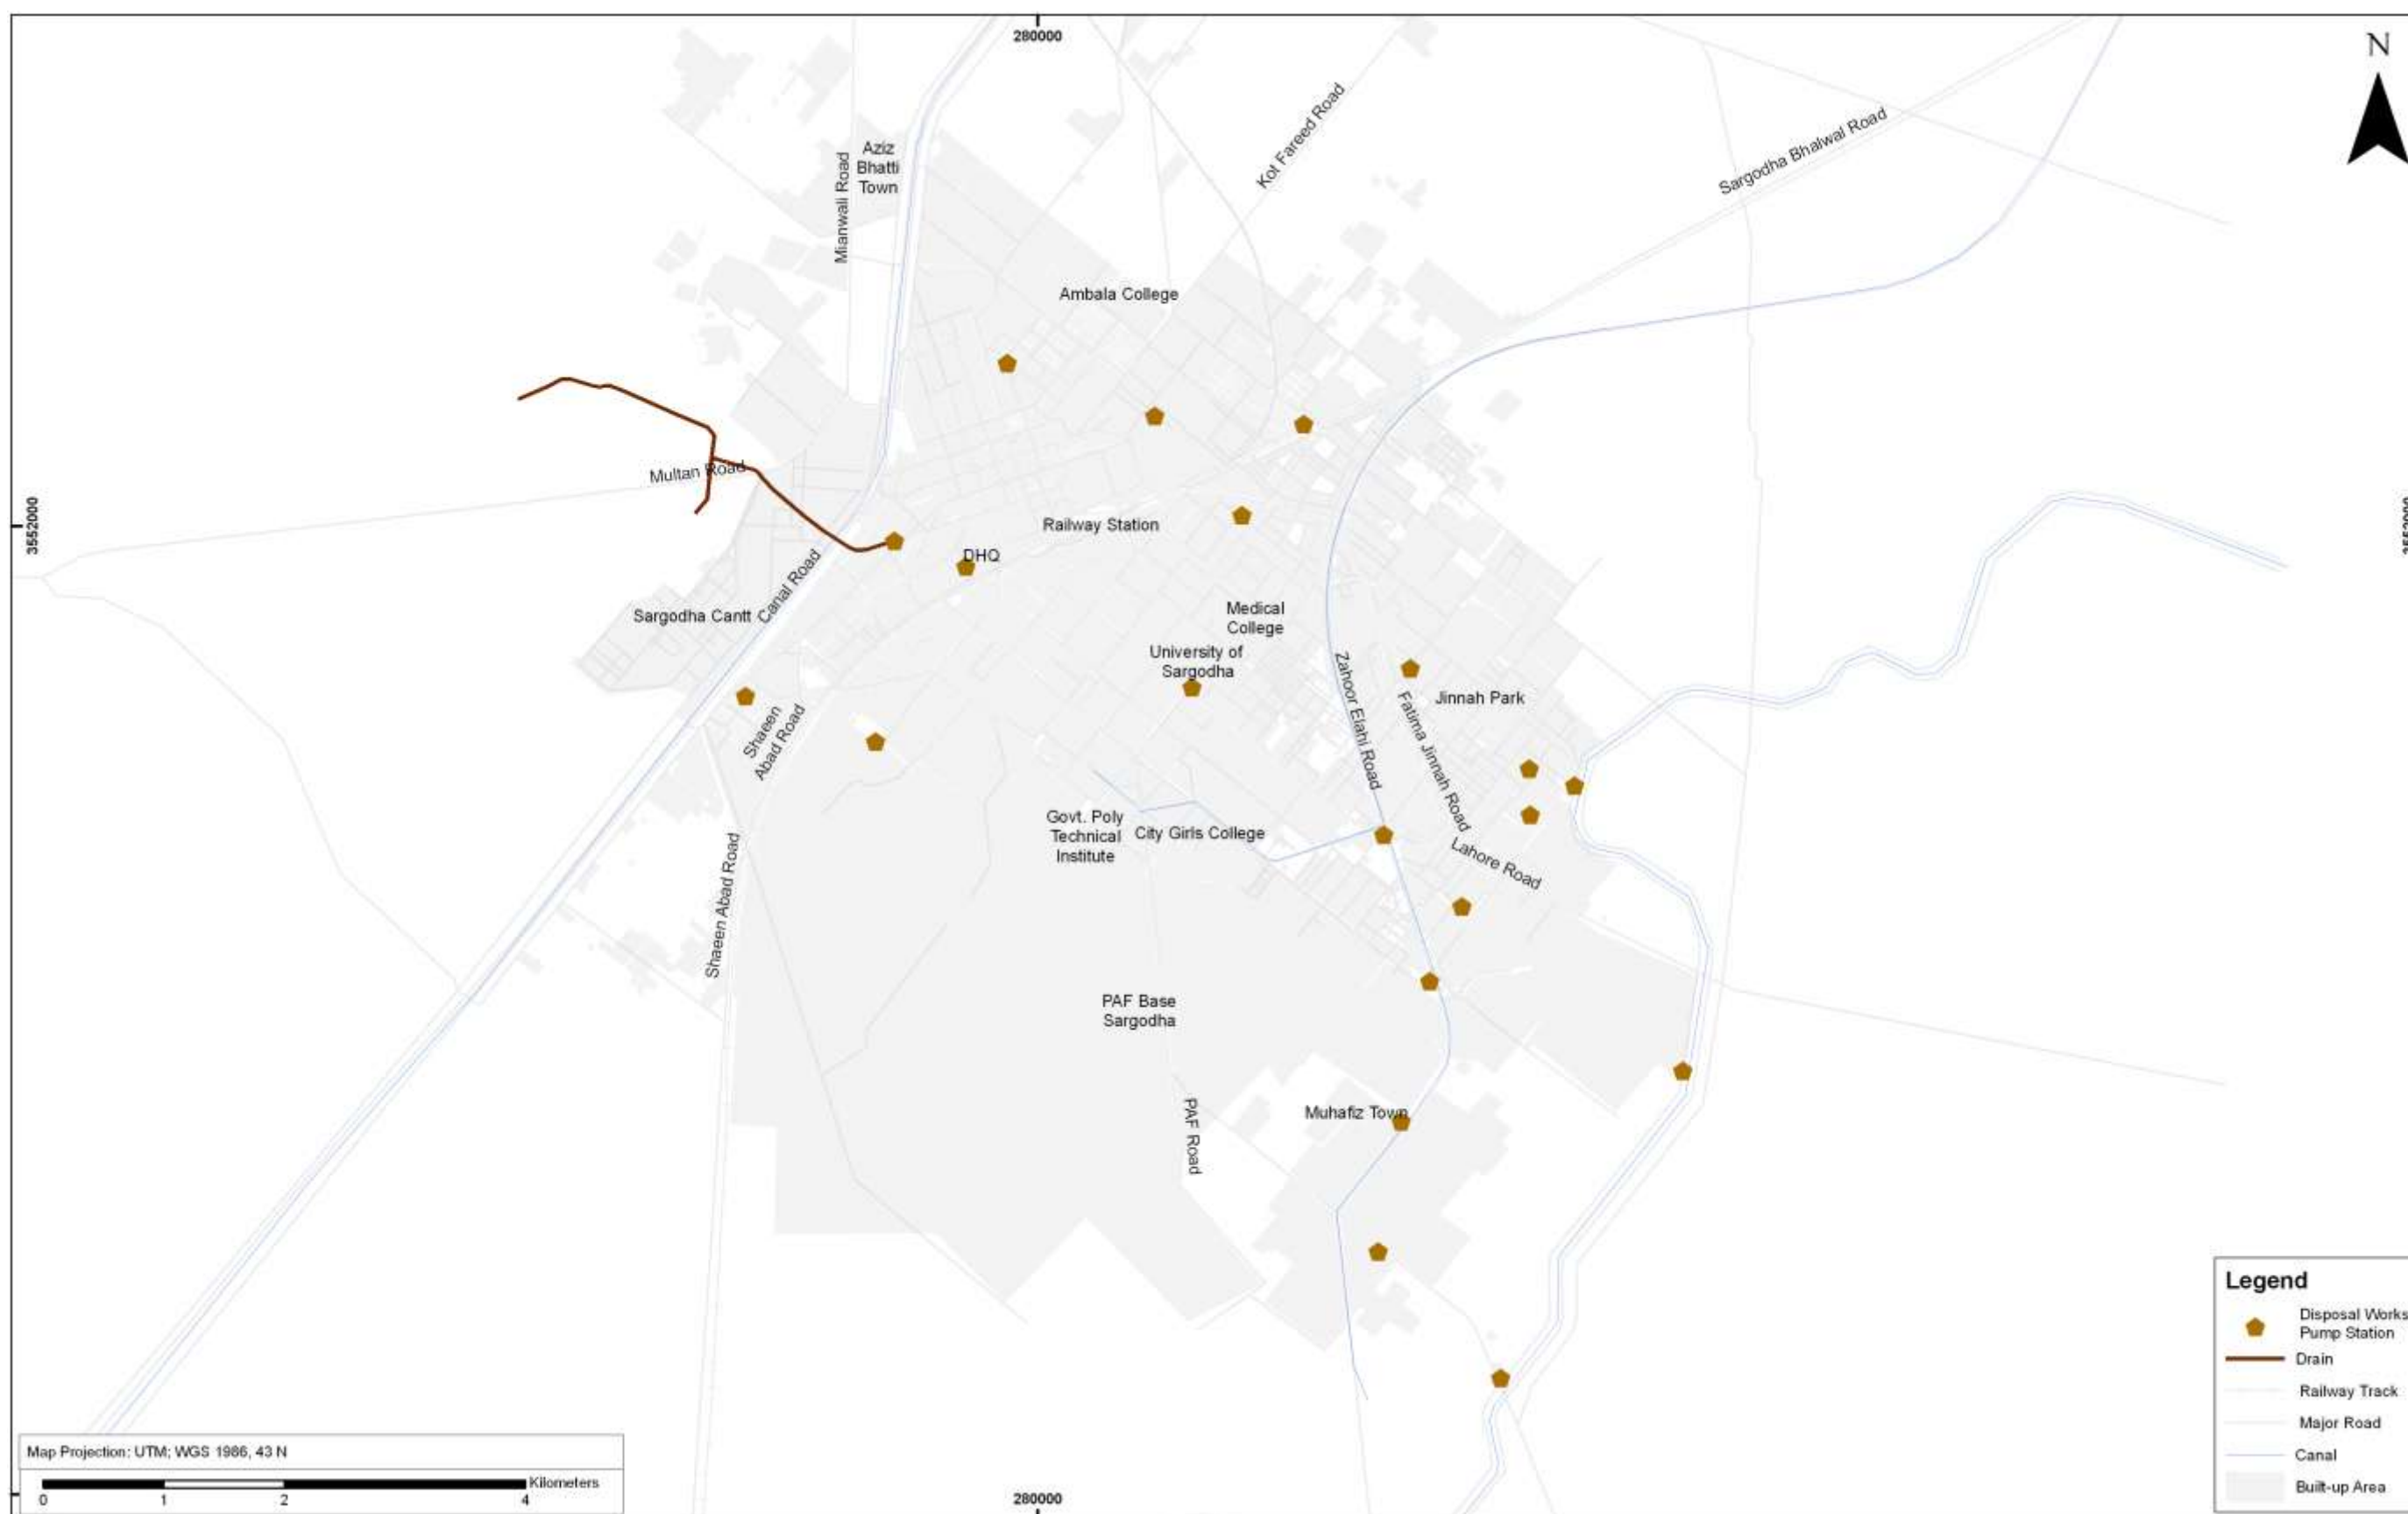 280000
N
Kot Fareed Road
Sargodha Bhalwal Road
Mianwali Road
Aziz
Bhatti
Town
Ambala College
Multan Road
3552000
3552000
Railway Station
DHQ
Canal Road
Sargodha Cantt
Medical
College
University of
Sargodha
Zahoor Elahi Road
Fatima Jinnah Road
Jinnah Park
Shaeen
Abad Road
Govt. Poly
Technical
Institute
City Girls College
Lahore Road
Shaeen Abad Road
PAF Base
Sargodha
PAF Road
Muhafiz Town
Legend
Disposal Works
Pump Station
Drain
Railway Track
Major Road
Canal
Built-up Area
Map Projection: UTM; WGS 1986, 43 N
Kilometers
0 1 2 4
280000